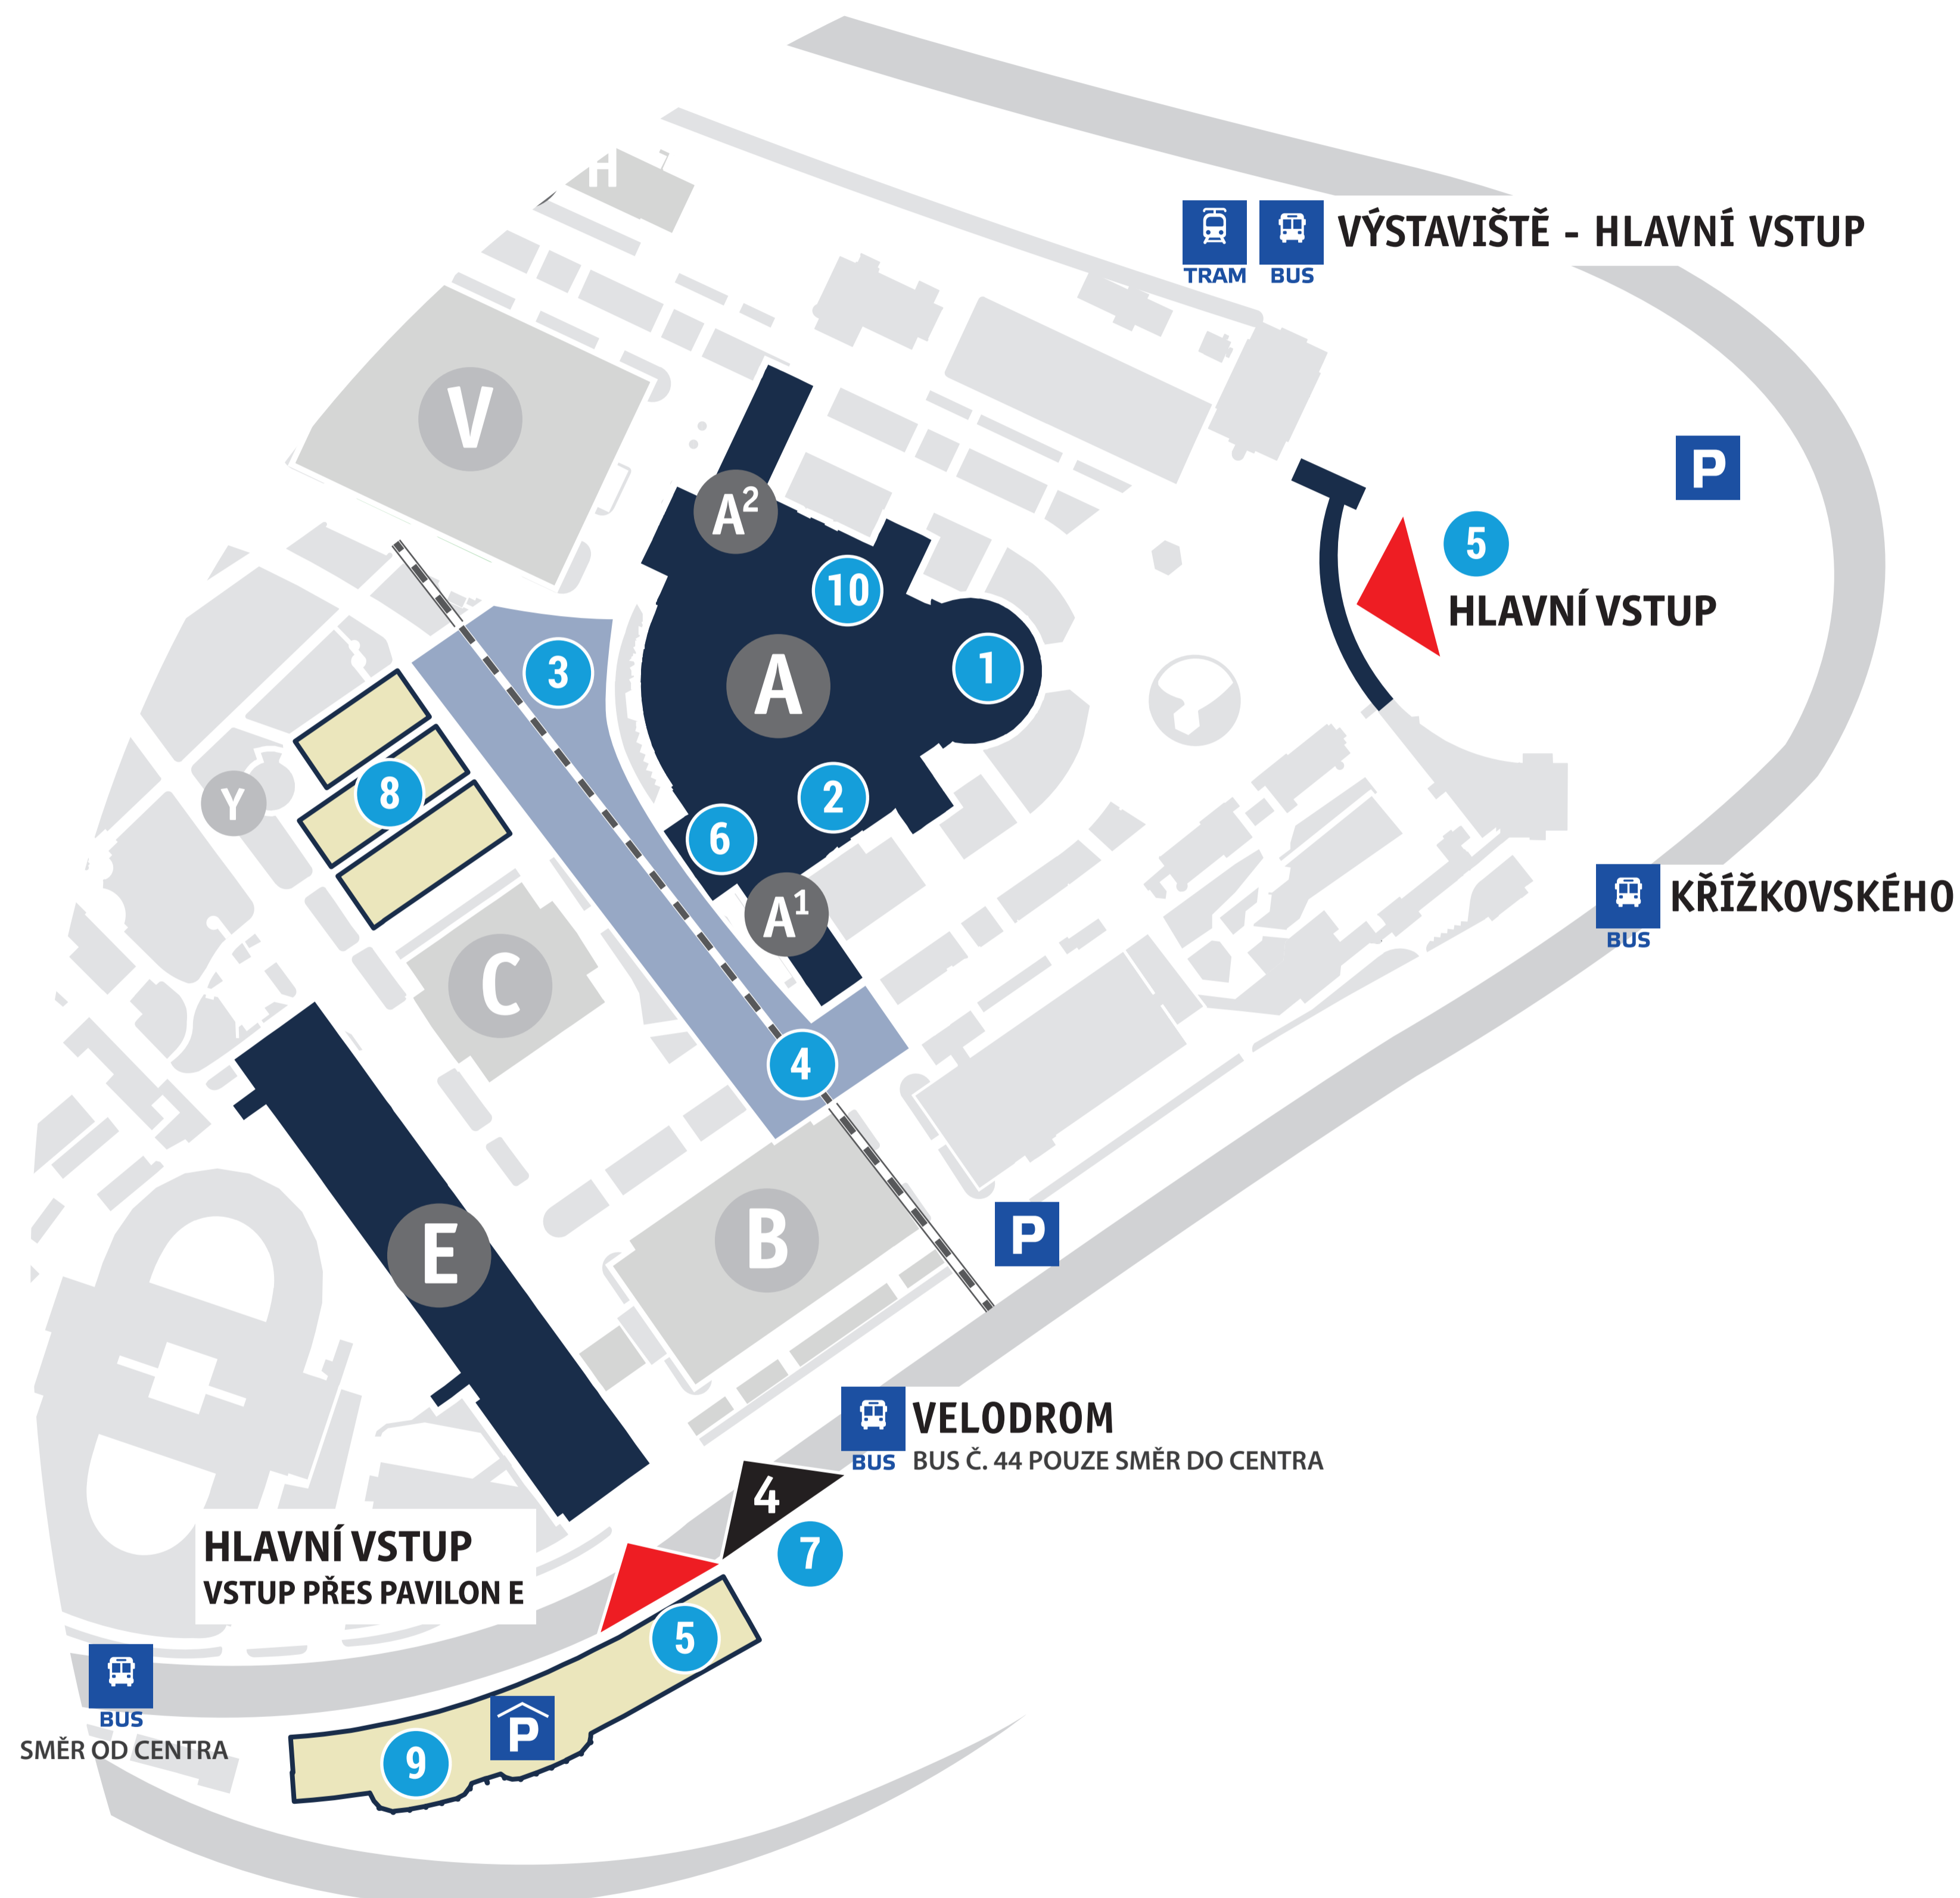 H
TRAM
BUS
VÝSTAVIŠTĚ - HLAVNÍ VSTUP
V
P
A²
5
10
HLAVNÍ VSTUP
3
A
1
8
Y
2
6
A¹
BUS
KŘÍŽKOVSKÉHO
C
4
E
B
P
BUS
VELODROM
BUS Č. 44 POUZE SMĚR DO CENTRA
4
7
HLAVNÍ VSTUP
VSTUP PŘES PAVILON E
5
BUS
SMĚR OD CENTRA
P
9